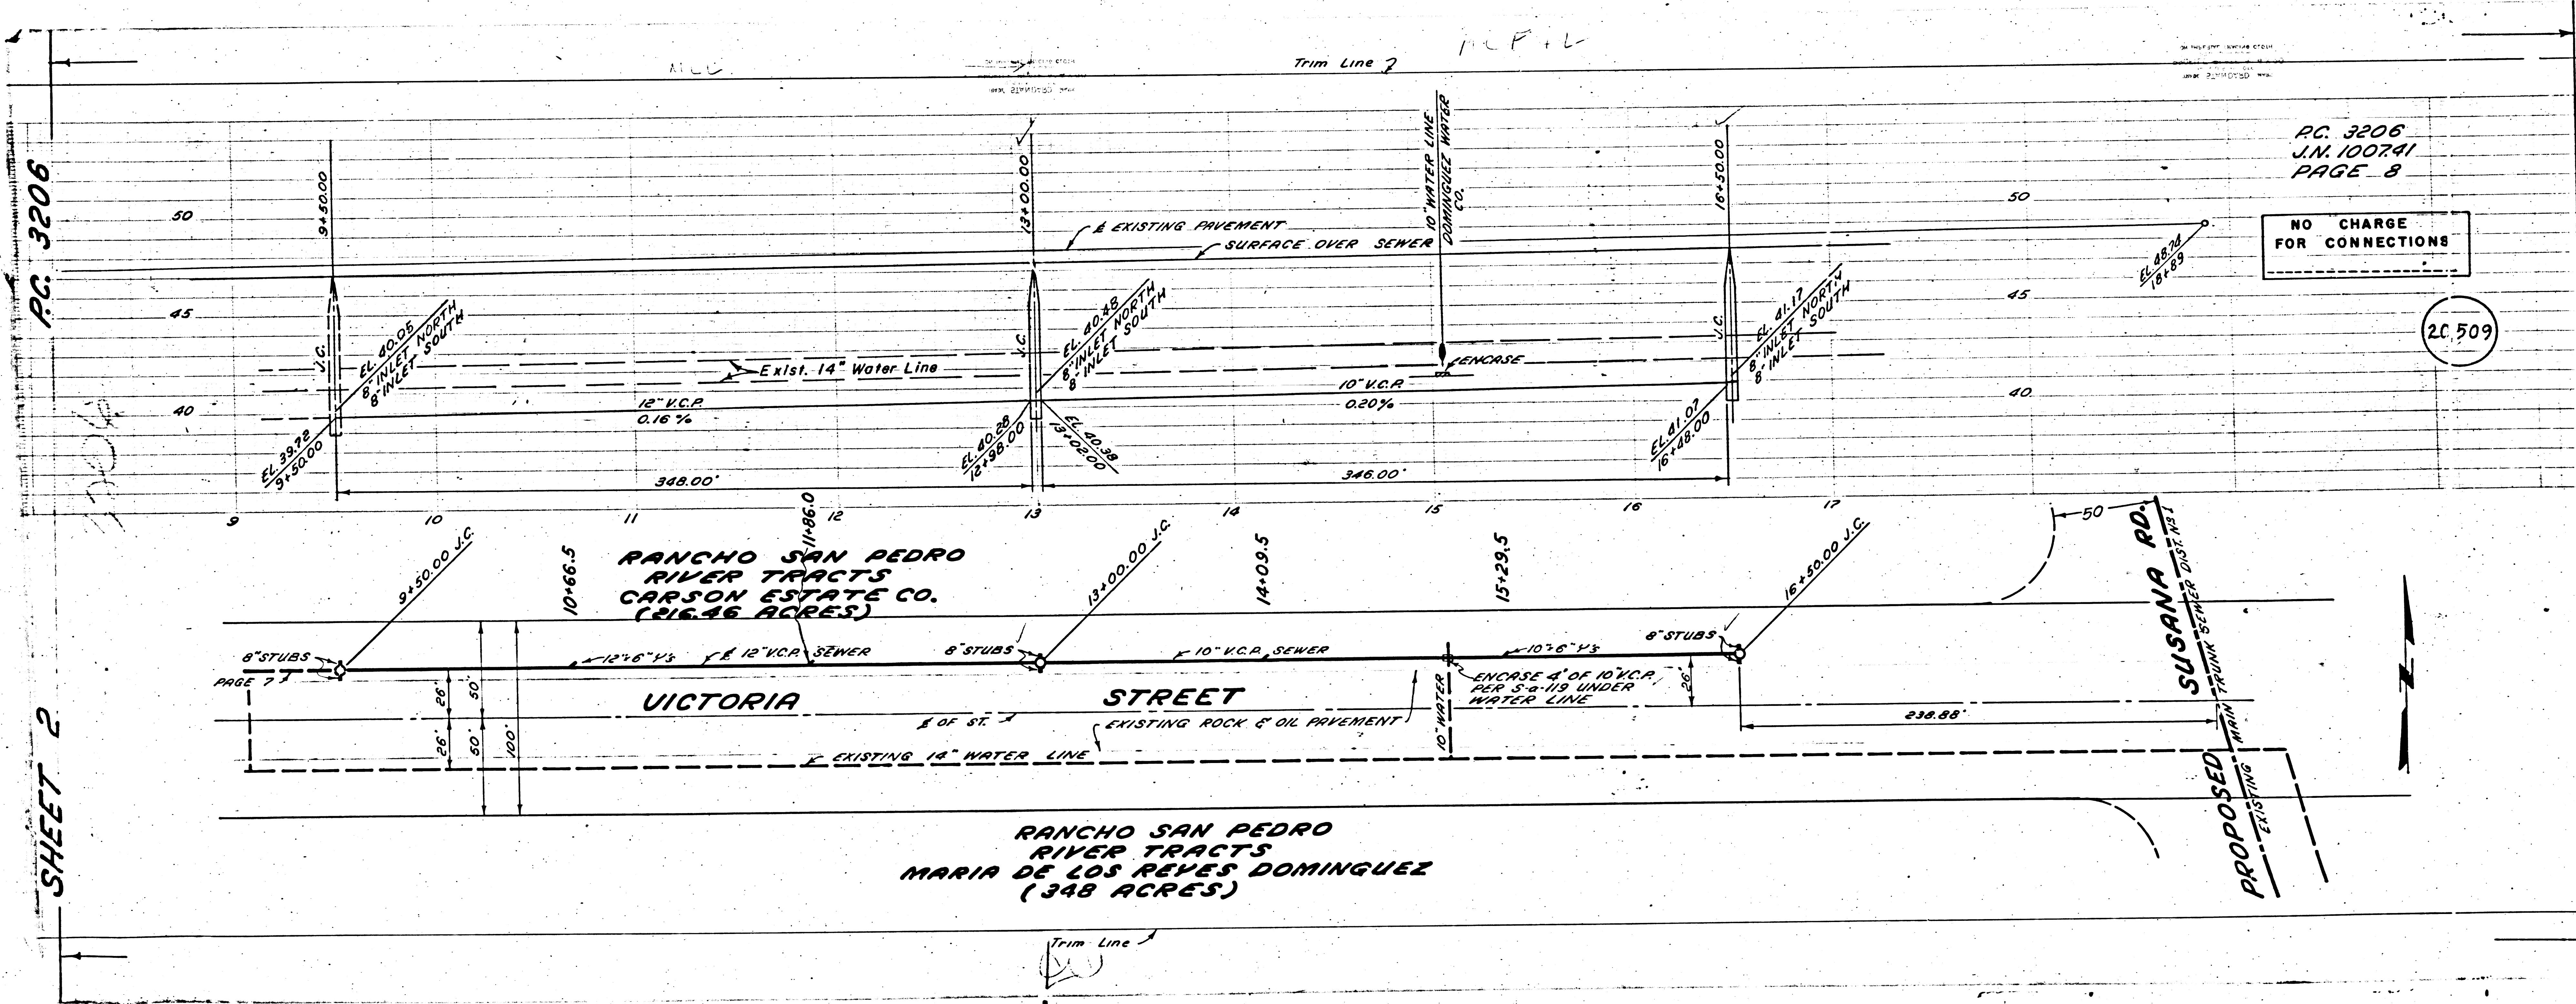 Trim Line
P.C. 3206
SHEET 2
P.C. 3206
J.N. 1007.41
PAGE 8
NO CHARGE
FOR CONNECTIONS
20,509
50
45
40
50
45
40
9+50.00
13+00.00
10" WATER LINE
DOMINGUEZ WATER
CO.
16+50.00
℄ EXISTING PAVEMENT
SURFACE OVER SEWER
EL. 48.74
18+89
J.C.
EL. 40.05
8" INLET NORTH
8" INLET SOUTH
J.C.
EL. 40.48
8" INLET NORTH
8" INLET SOUTH
J.C.
EL. 41.17
8" INLET NORTH
8" INLET SOUTH
Exist. 14" Water Line
ENCASE
12" V.C.P.
0.16 %
10" V.C.P.
0.20%
EL. 39.72
9+50.00
EL. 40.28
12+98.00
EL. 40.38
13+02.00
EL. 41.07
16+48.00
348.00'
346.00'
9 10 11 12 13 14 15 16 17
9+50.00 J.C.
10+66.5
11+86.0
13+00.00 J.C.
14+09.5
15+29.5
16+50.00 J.C.
50
RANCHO SAN PEDRO
RIVER TRACTS
CARSON ESTATE CO.
(216.46 ACRES)
8" STUBS
PAGE 7
12"x6" Y's
℄ 12" V.C.P. SEWER
8" STUBS
10" V.C.P. SEWER
10"x6" Y's
8" STUBS
26'
50'
26'
50'
100'
VICTORIA STREET
℄ OF ST.
EXISTING ROCK & OIL PAVEMENT
10" WATER
ENCASE 4' OF 10" V.C.P.
PER S-a-119 UNDER
WATER LINE
26'
238.88'
EXISTING 14" WATER LINE
PROPOSED SUSANA RD.
EXISTING MAIN TRUNK SEWER DIST. Nº 1
RANCHO SAN PEDRO
RIVER TRACTS
MARIA DE LOS REYES DOMINGUEZ
(348 ACRES)
Trim Line